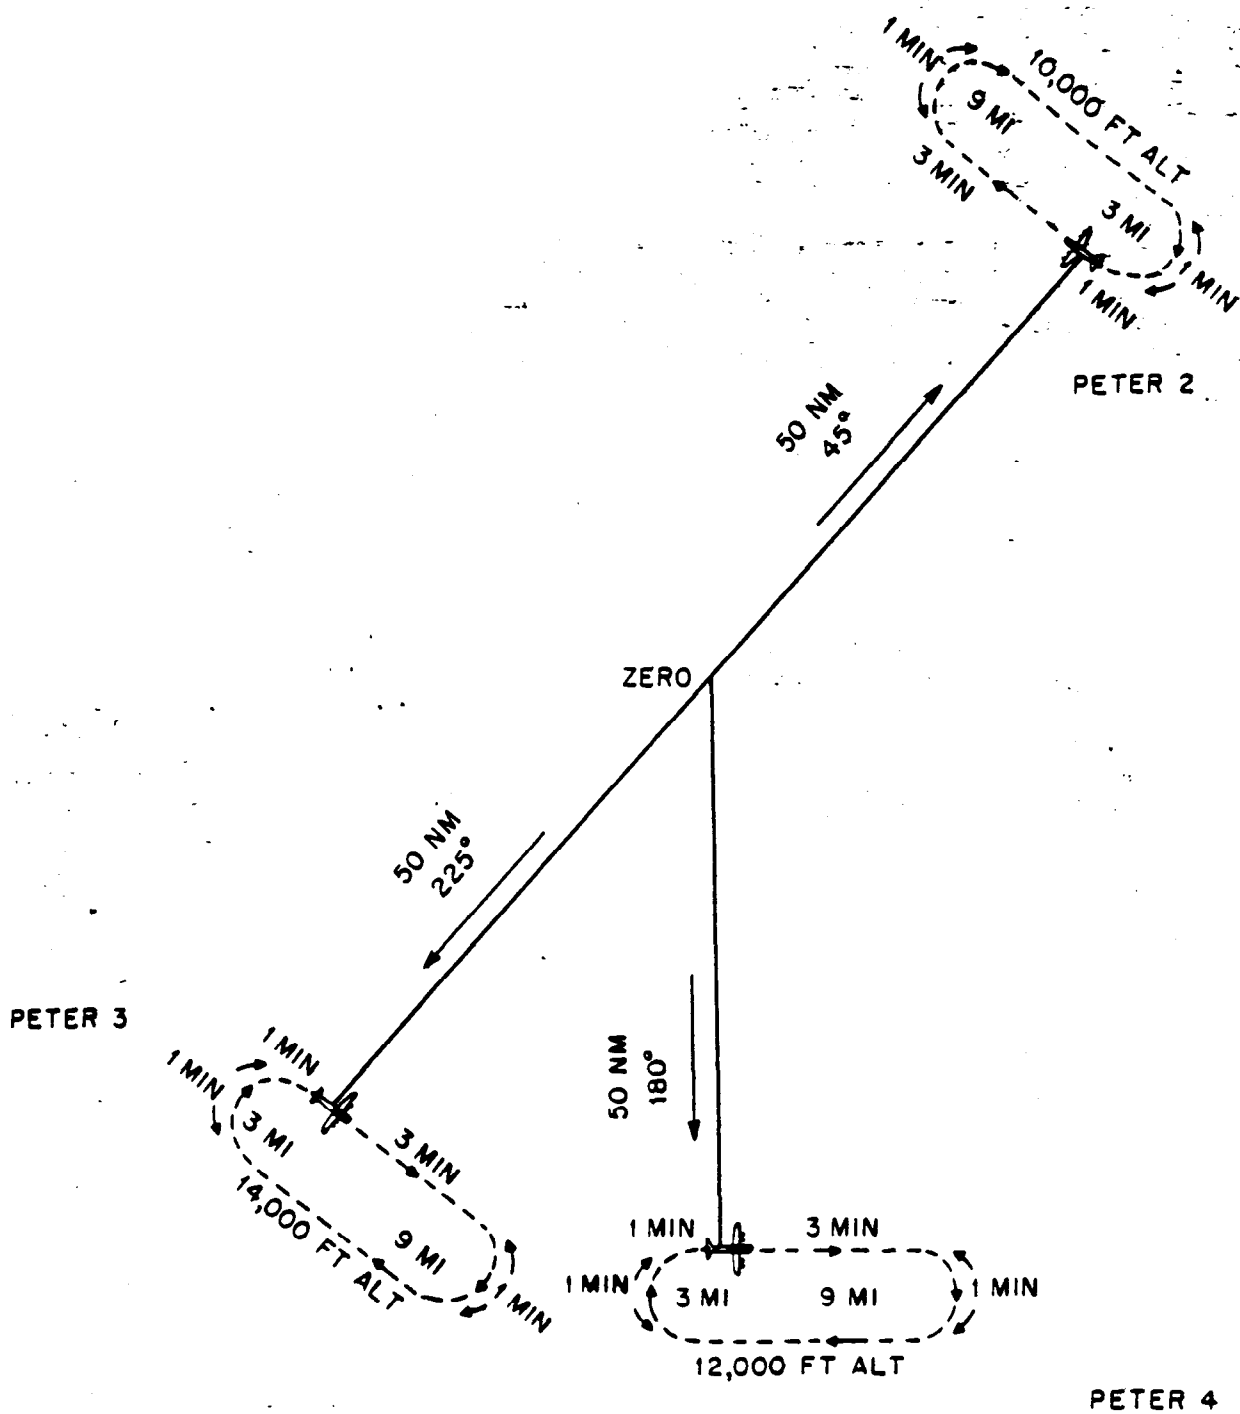 1 MIN
10,000 FT ALT
9 MI
3 MIN
3 MI
1 MIN
1 MIN
PETER 2
50 NM
45°
ZERO
50 NM
225°
PETER 3
1 MIN
1 MIN
3 MI
3 MIN
14,000 FT ALT
9 MI
1 MIN
50 NM
180°
1 MIN
3 MIN
1 MIN
3 MI
9 MI
1 MIN
12,000 FT ALT
PETER 4